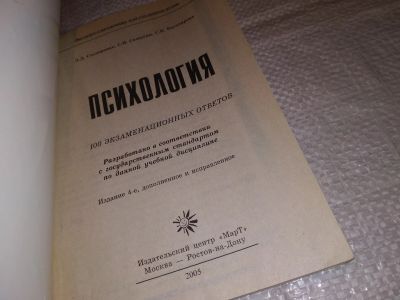 ПСИХОЛОГИЯ
100 ЭКЗАМЕНАЦИОННЫХ ОТВЕТОВ
Разработано в соответствии
с государственным стандартом
по данной учебной дисциплине
Издание 4-е, дополненное и исправленное
Издательский центр «МарТ»
Москва – Ростов-на-Дону
2005